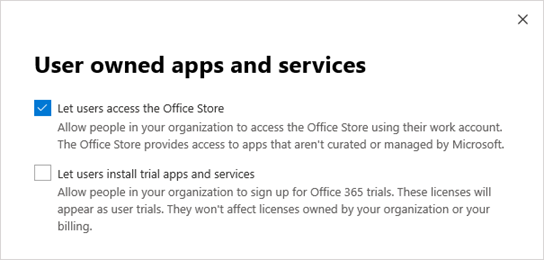 User owned apps and services
Let users access the Office Store
Allow people in your organization to access the Office Store using their work account.
The Office Store provides access to apps that aren't curated or managed by Microsoft.
Let users install trial apps and services
Allow people in your organization to sign up for Office 365 trials. These licenses will
appear as user trials. They won't affect licenses owned by your organization or your
billing.